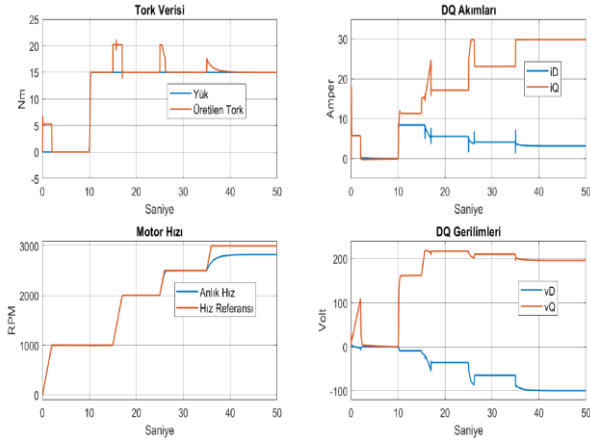 Tork Verisi
25
20
15
10
5
0
-5
Nm
Yük
Üretilen Tork
0 10 20 30 40 50
Saniye
DQ Akımları
30
20
10
0
Amper
iD
iQ
0 10 20 30 40 50
Saniye
Motor Hızı
3000
2000
1000
0
RPM
Anlık Hız
Hız Referansı
0 10 20 30 40 50
Saniye
DQ Gerilimleri
200
100
0
-100
Volt
vD
vQ
0 10 20 30 40 50
Saniye